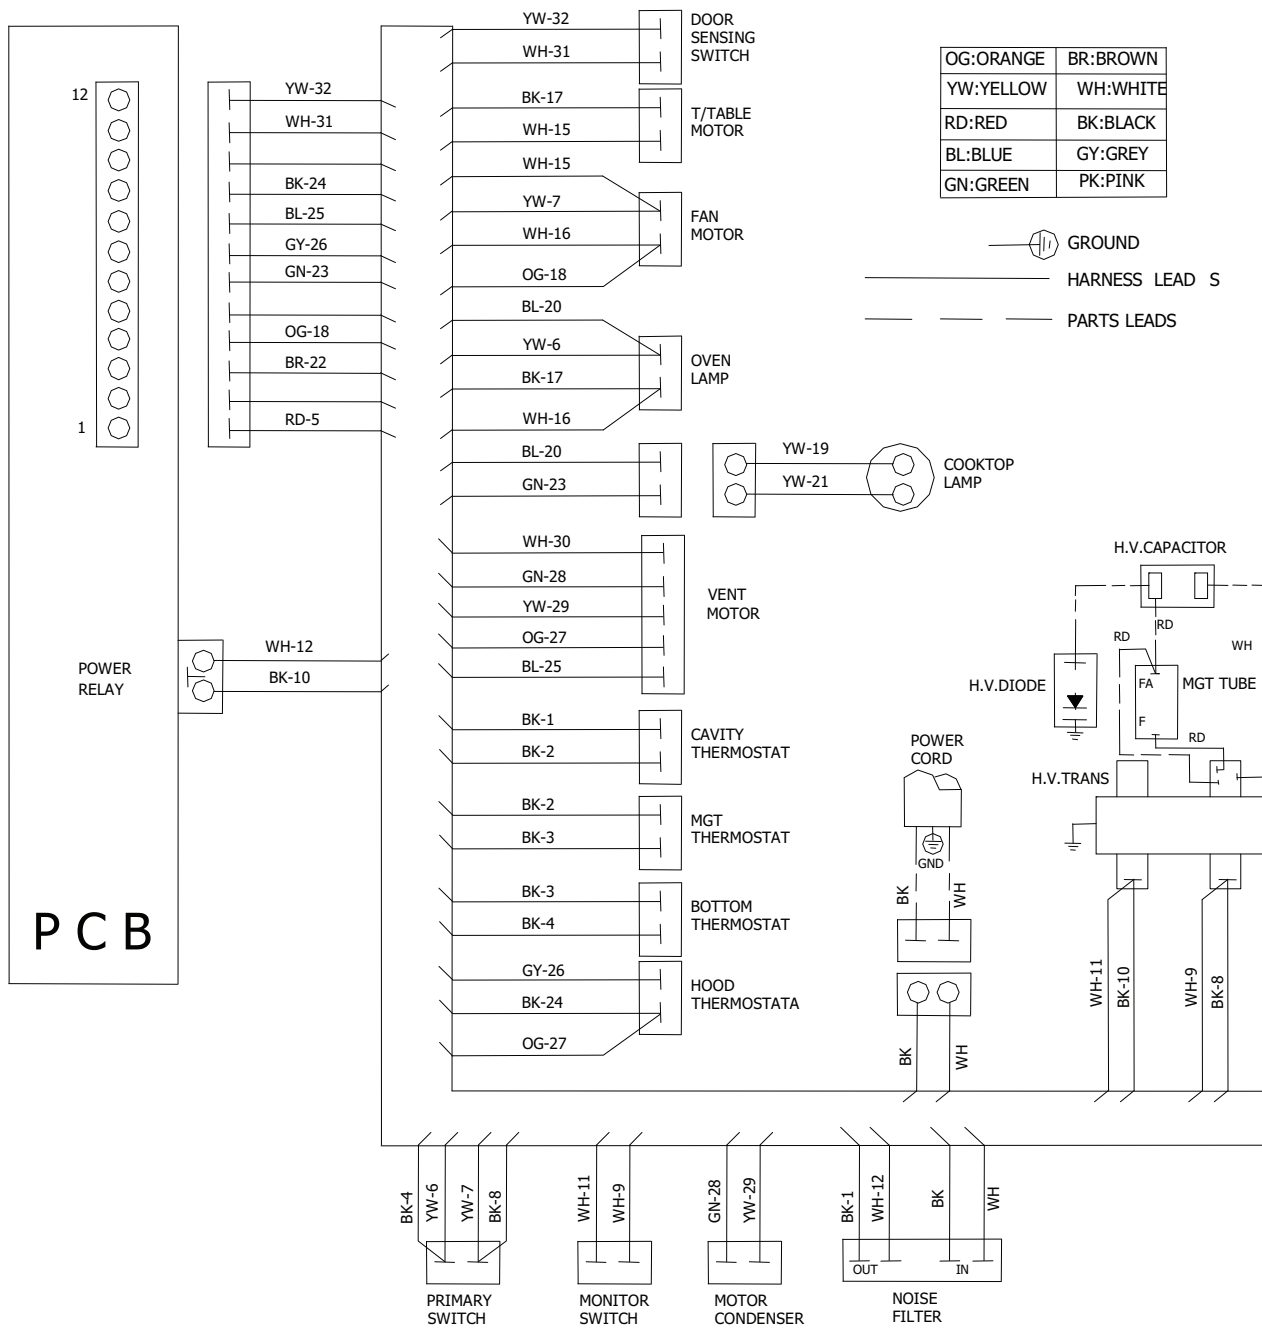 12
1
POWER
RELAY
P C B
YW-32
WH-31
BK-24
BL-25
GY-26
GN-23
OG-18
BR-22
RD-5
WH-12
BK-10
YW-32
WH-31
DOOR
SENSING
SWITCH
BK-17
WH-15
T/TABLE
MOTOR
WH-15
YW-7
WH-16
OG-18
FAN
MOTOR
BL-20
YW-6
BK-17
WH-16
OVEN
LAMP
BL-20
GN-23
YW-19
YW-21
COOKTOP
LAMP
WH-30
GN-28
YW-29
OG-27
BL-25
VENT
MOTOR
BK-1
BK-2
CAVITY
THERMOSTAT
BK-2
BK-3
MGT
THERMOSTAT
BK-3
BK-4
BOTTOM
THERMOSTAT
GY-26
BK-24
OG-27
HOOD
THERMOSTATA
OG:ORANGE BR:BROWN
YW:YELLOW WH:WHITE
RD:RED BK:BLACK
BL:BLUE GY:GREY
GN:GREEN PK:PINK
GROUND
HARNESS LEAD S
PARTS LEADS
H.V.CAPACITOR
RD
RD
WH
H.V.DIODE
FA
MGT TUBE
F
RD
H.V.TRANS
WH-11
BK-10
WH-9
BK-8
POWER
CORD
GND
BK
WH
BK
WH
BK-4
YW-6
YW-7
BK-8
PRIMARY
SWITCH
WH-11
WH-9
MONITOR
SWITCH
GN-28
YW-29
MOTOR
CONDENSER
BK-1
WH-12
BK
WH
OUT
IN
NOISE
FILTER